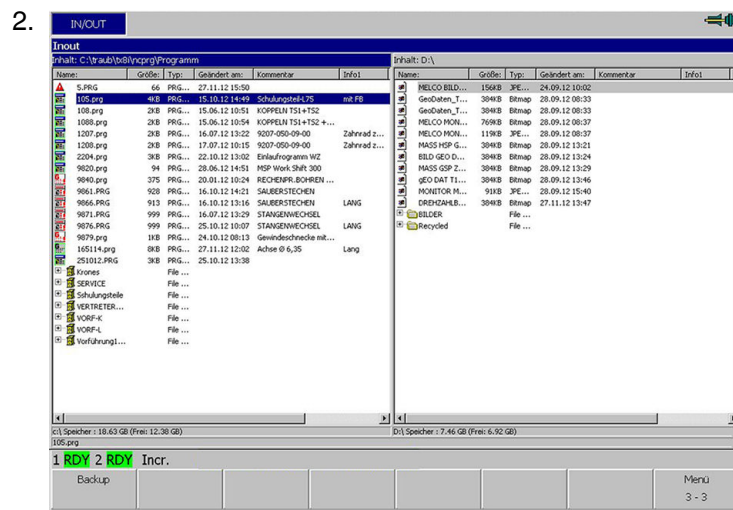 2.
IN/OUT
Inout
Inhalt: C:\traub\tx8i\ncprg\Programm
Name: Größe: Typ: Geändert am: Kommentar Info1
5.PRG 66 PRG... 27.11.12 15:50
105.prg 4KB PRG... 15.10.12 14:49 Schulungsteil-L75 mit FB
108.prg 2KB PRG... 15.06.12 10:51 KOPPELN TS1+TS2
1088.prg 2KB PRG... 15.06.12 10:54 KOPPELN TS1+TS2 +...
1207.prg 2KB PRG... 16.07.12 13:22 9207-050-09-00 Zahnrad z...
1208.prg 2KB PRG... 17.07.12 10:15 9207-050-09-00 Zahnrad z...
2204.prg 3KB PRG... 22.10.12 13:02 Einlaufrogramm WZ
9820.prg 94 PRG... 28.06.12 14:51 MSP Work Shift 300
9840.prg 375 PRG... 20.01.12 10:24 RECHENPR.BOHREN ...
9861.PRG 928 PRG... 16.10.12 14:21 SAUBERSTECHEN
9866.PRG 913 PRG... 16.10.12 13:16 SAUBERSTECHEN LANG
9871.PRG 999 PRG... 16.07.12 13:29 STANGENWECHSEL
9876.PRG 999 PRG... 25.10.12 10:07 STANGENWECHSEL LANG
9879.prg 1KB PRG... 24.10.12 08:13 Gewindeschnecke mit...
165114.prg 8KB PRG... 27.11.12 12:02 Achse Ø 6,35 Lang
251012.PRG 3KB PRG... 25.10.12 13:38
Krones File ...
SERVICE File ...
Sshulungsteile File ...
VERTRETER... File ...
VORF-K File ...
VORF-L File ...
Vorführung1... File ...
c:\ Speicher : 18.63 GB (Frei: 12.38 GB)
105.prg
Inhalt: D:\
Name: Größe: Typ: Geändert am: Kommentar Info1
MELCO BILD... 156KB JPE... 24.09.12 10:02
GeoDaten_T... 384KB Bitmap 28.09.12 08:33
GeoDaten_T... 384KB Bitmap 28.09.12 08:33
MELCO MON... 769KB Bitmap 28.09.12 08:37
MELCO MON... 119KB JPE... 28.09.12 08:37
MASS HSP G... 384KB Bitmap 28.09.12 13:21
BILD GEO D... 384KB Bitmap 28.09.12 13:24
MASS GSP Z... 384KB Bitmap 28.09.12 13:29
gEO DAT T1... 384KB Bitmap 28.09.12 13:46
MONITOR M... 91KB JPE... 28.09.12 15:40
DREHZAHLB... 384KB Bitmap 27.11.12 13:47
BILDER File ...
Recycled File ...
D:\ Speicher : 7.46 GB (Frei: 6.92 GB)
1 RDY 2 RDY Incr.
Backup
Menü
3 - 3